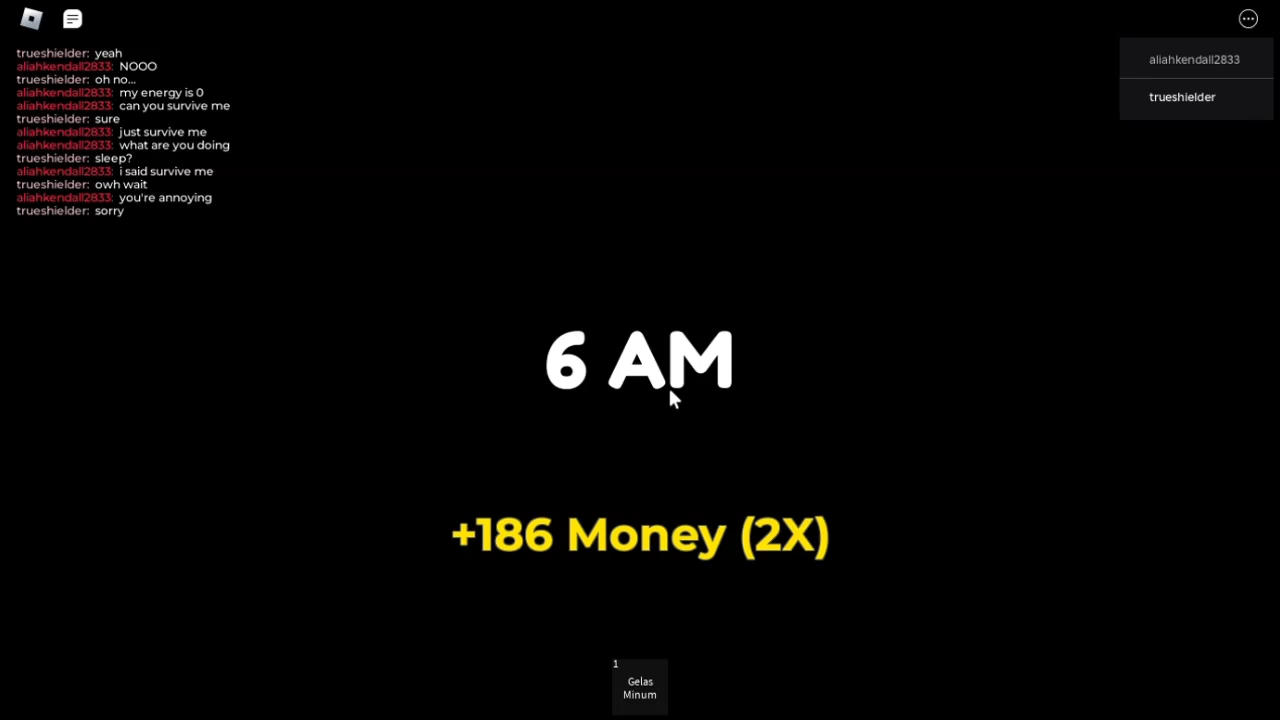 trueshielder: yeah
aliahkendall2833: NOOO
trueshielder: oh no...
aliahkendall2833: my energy is 0
aliahkendall2833: can you survive me
trueshielder: sure
aliahkendall2833: just survive me
aliahkendall2833: what are you doing
trueshielder: sleep?
aliahkendall2833: i said survive me
trueshielder: owh wait
aliahkendall2833: you're annoying
trueshielder: sorry
aliahkendall2833
trueshielder
6 AM
+186 Money (2X)
1
Gelas
Minum